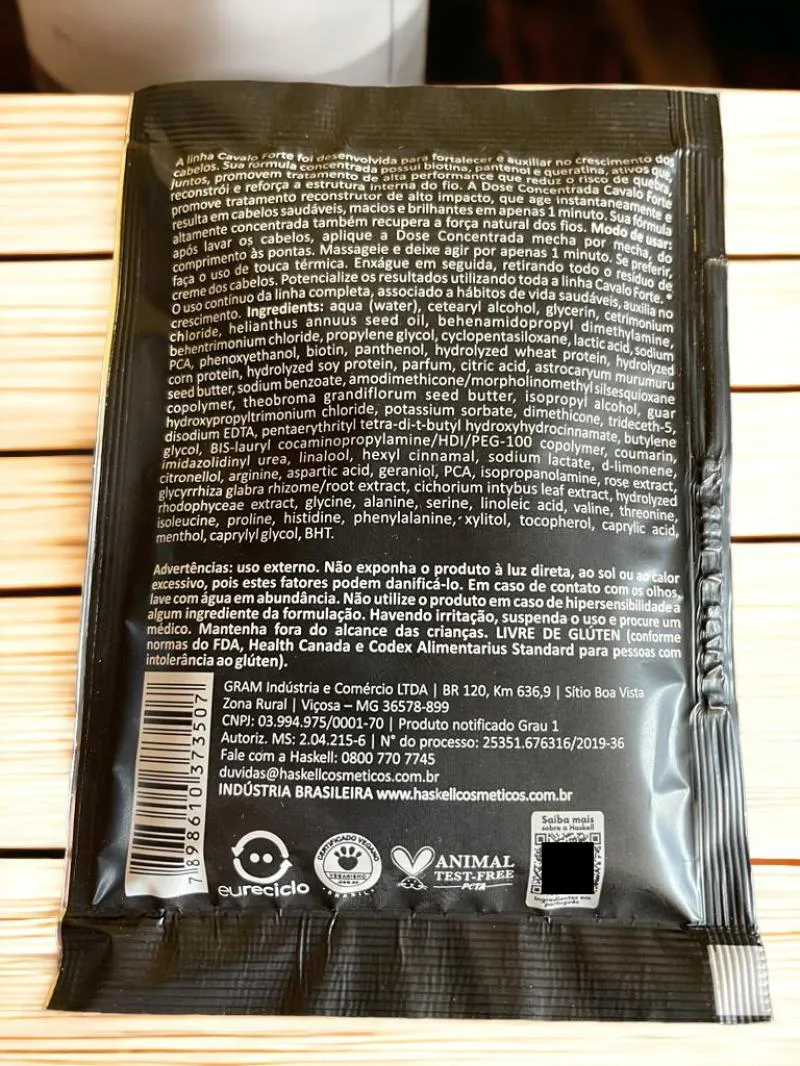 A linha Cavalo Forte foi desenvolvida para fortalecer e auxiliar no crescimento dos
cabelos. Sua fórmula concentrada possui biotina, pantenol e queratina, ativos que,
juntos, promovem tratamento de alta performance que reduz o risco de quebra,
reconstrói e reforça a estrutura interna do fio. A Dose Concentrada Cavalo Forte
promove tratamento reconstrutor de alto impacto, que age instantaneamente e
resulta em cabelos saudáveis, macios e brilhantes em apenas 1 minuto. Sua fórmula
altamente concentrada também recupera a força natural dos fios. Modo de usar:
após lavar os cabelos, aplique a Dose Concentrada mecha por mecha, do
comprimento às pontas. Massageie e deixe agir por apenas 1 minuto. Se preferir,
faça o uso de touca térmica. Enxágue em seguida, retirando todo o resíduo de
creme dos cabelos. Potencialize os resultados utilizando toda a linha Cavalo Forte. *
O uso contínuo da linha completa, associado a hábitos de vida saudáveis, auxilia no
crescimento. Ingredients: aqua (water), cetearyl alcohol, glycerin, cetrimonium
chloride, helianthus annuus seed oil, behenamidopropyl dimethylamine,
behentrimonium chloride, propylene glycol, cyclopentasiloxane, lactic acid, sodium
PCA, phenoxyethanol, biotin, panthenol, hydrolyzed wheat protein, hydrolyzed
corn protein, hydrolyzed soy protein, parfum, citric acid, astrocaryum murumuru
seed butter, sodium benzoate, amodimethicone/morpholinomethyl silsesquioxane
copolymer, theobroma grandiflorum seed butter, isopropyl alcohol, guar
hydroxypropyltrimonium chloride, potassium sorbate, dimethicone, trideceth-5,
disodium EDTA, pentaerythrityl tetra-di-t-butyl hydroxyhydrocinnamate, butylene
glycol, BIS-lauryl cocaminopropylamine/HDI/PEG-100 copolymer, coumarin,
imidazolidinyl urea, linalool, hexyl cinnamal, sodium lactate, d-limonene,
citronellol, arginine, aspartic acid, geraniol, PCA, isopropanolamine, rose extract,
glycyrrhiza glabra rhizome/root extract, cichorium intybus leaf extract, hydrolyzed
rhodophyceae extract, glycine, alanine, serine, linoleic acid, valine, threonine,
isoleucine, proline, histidine, phenylalanine, xylitol, tocopherol, caprylic acid,
menthol, caprylyl glycol, BHT.
Advertências: uso externo. Não exponha o produto à luz direta, ao sol ou ao calor
excessivo, pois estes fatores podem danificá-lo. Em caso de contato com os olhos,
lave com água em abundância. Não utilize o produto em caso de hipersensibilidade a
algum ingrediente da formulação. Havendo irritação, suspenda o uso e procure um
médico. Mantenha fora do alcance das crianças. LIVRE DE GLÚTEN (conforme
normas do FDA, Health Canada e Codex Alimentarius Standard para pessoas com
intolerância ao glúten).
GRAM Indústria e Comércio LTDA | BR 120, Km 636,9 | Sítio Boa Vista
Zona Rural | Viçosa – MG 36578-899
CNPJ: 03.994.975/0001-70 | Produto notificado Grau 1
Autoriz. MS: 2.04.215-6 | N° do processo: 25351.676316/2019-36
Fale com a Haskell: 0800 770 7745
duvidas@haskellcosmeticos.com.br
INDÚSTRIA BRASILEIRA www.haskellcosmeticos.com.br
7898610373507
eureciclo
CERTIFICADO VEGANO
BRASIL
ANIMAL
TEST-FREE
PETA
Saiba mais
sobre a Haskell
Ingredientes em
português